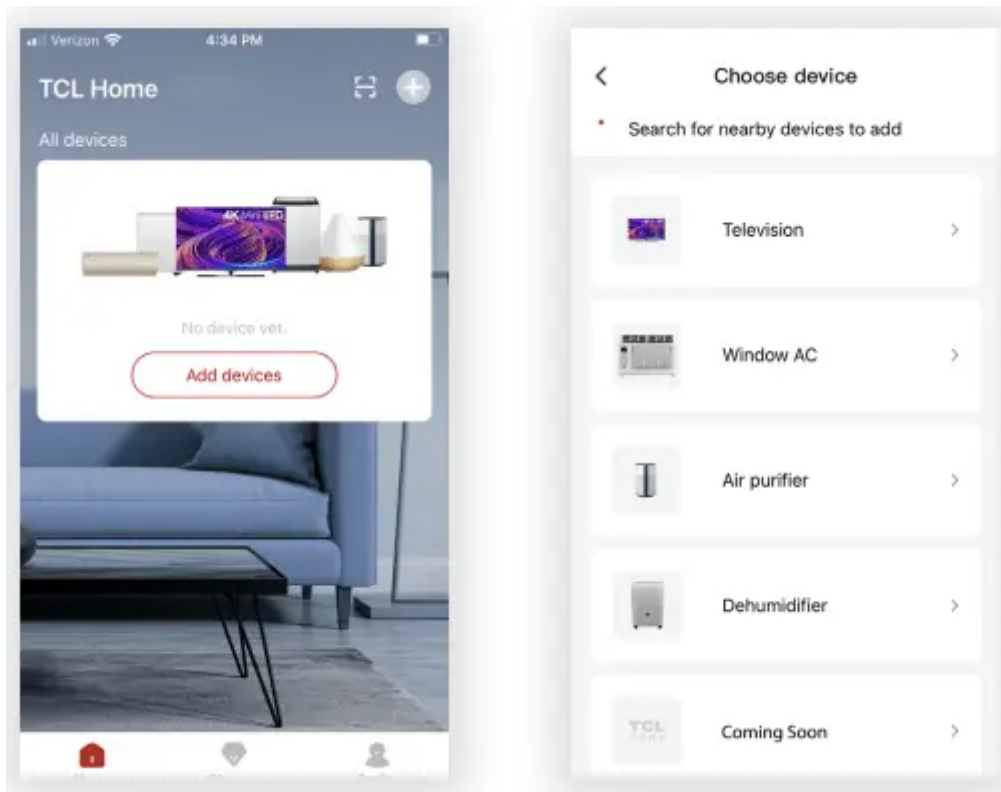 Verizon 4:34 PM
TCL Home
All devices
4K Mini LED
No device yet.
Add devices
Choose device
Search for nearby devices to add
Television
Window AC
Air purifier
Dehumidifier
TCL
Coming Soon